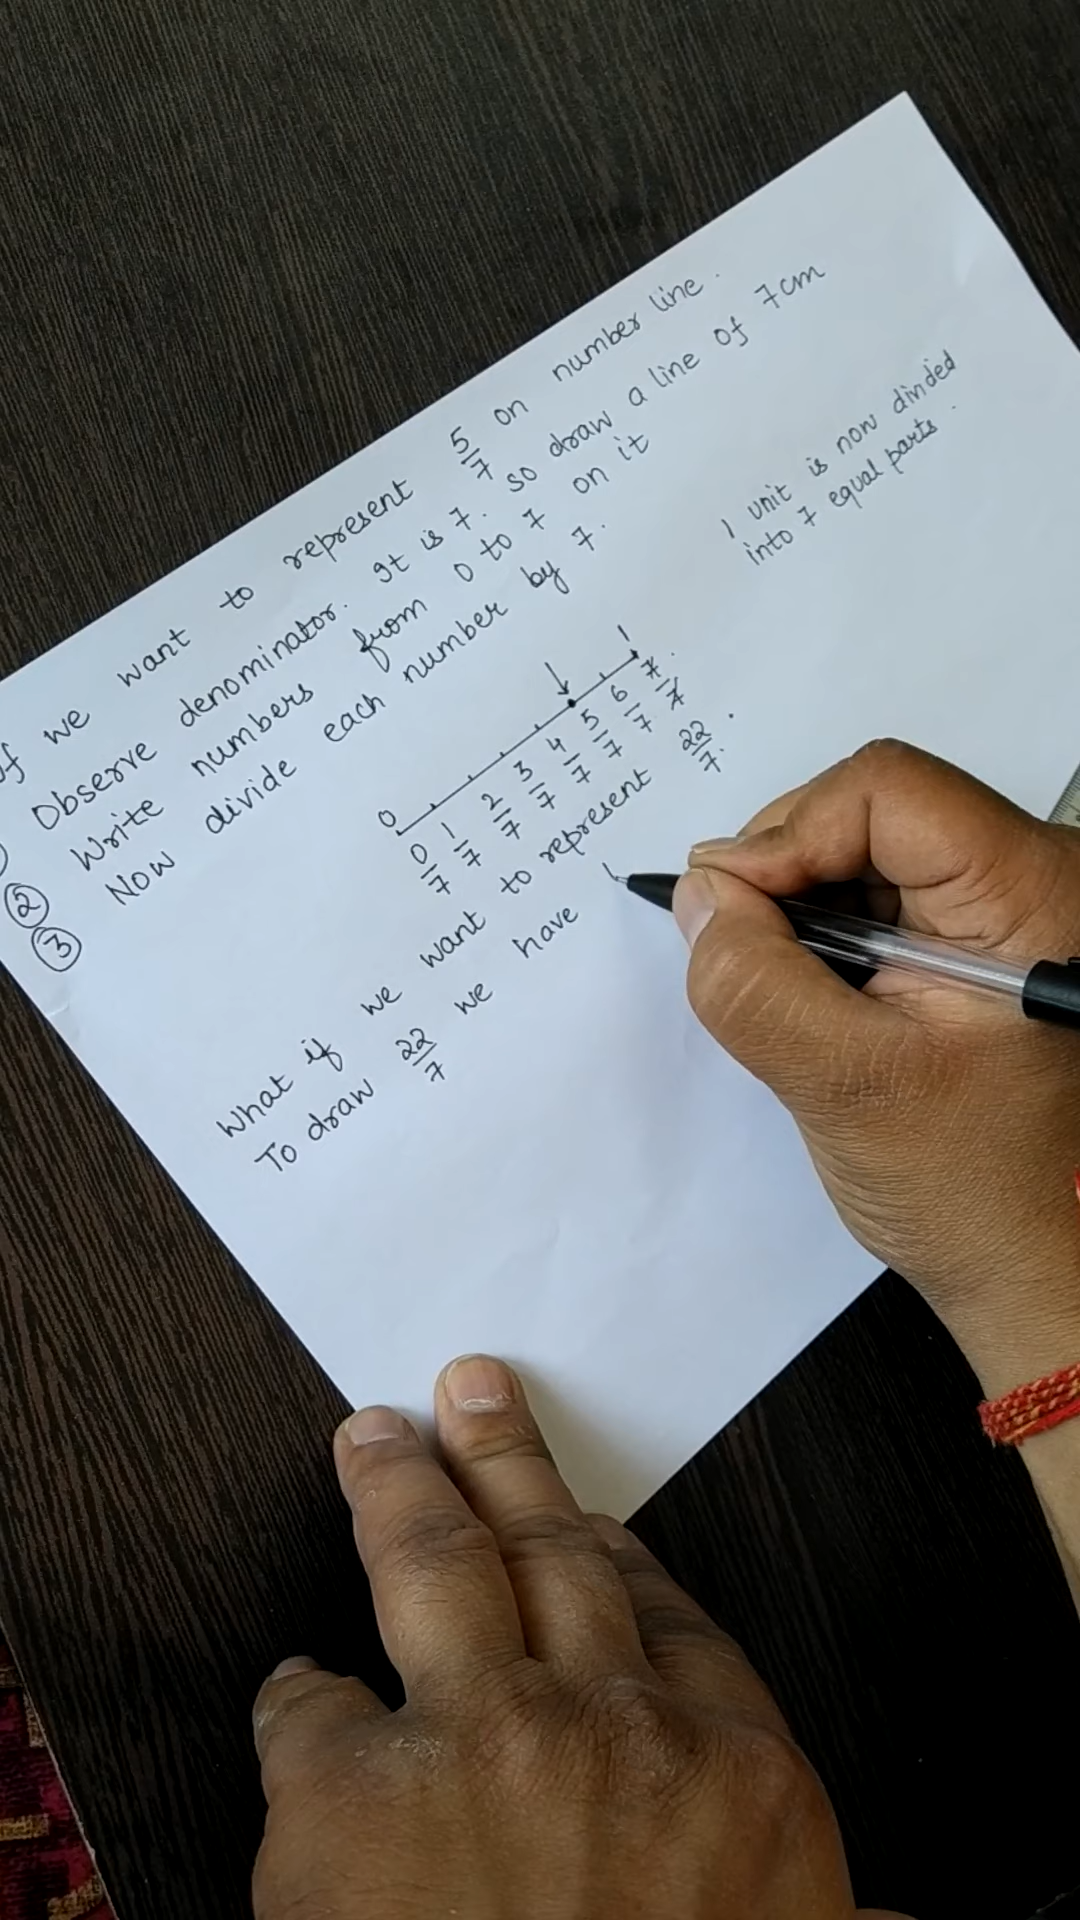 If we want to represent 5/7 on number line.
Observe denominator. It is 7. so draw a line of 7cm
② Write numbers from 0 to 7 on it
③ Now divide each number by 7.
1 unit is now divided
into 7 equal parts.
0 1
0/7 1/7 2/7 3/7 4/7 5/7 6/7 7/7.
What if we want to represent 22/7.
To draw 22/7 we have